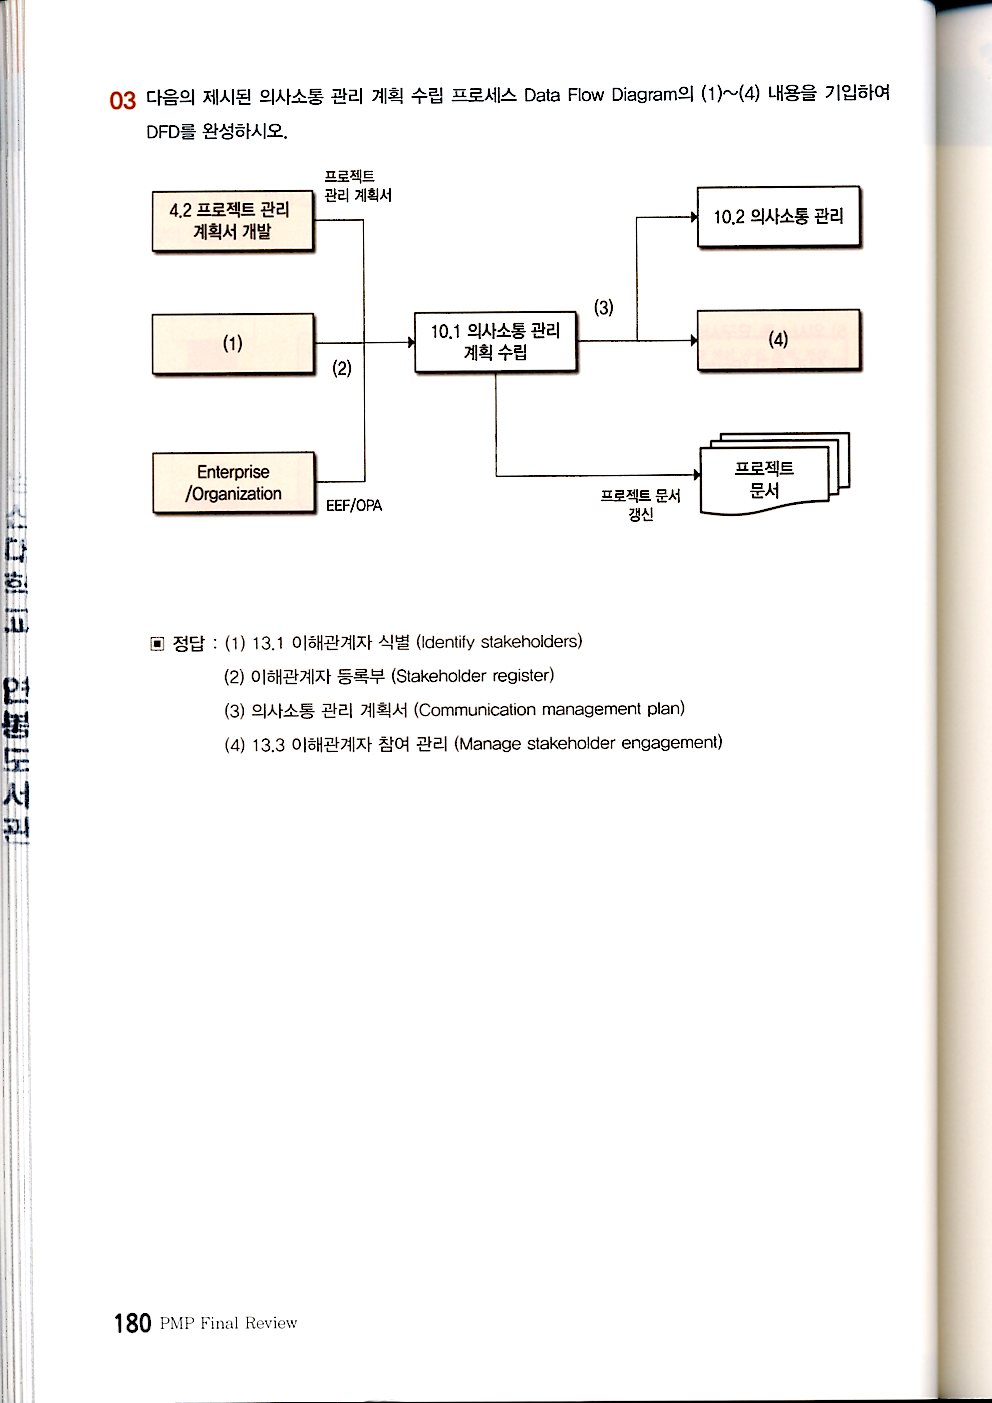 03 다음의 제시된 의사소통 관리 계획 수립 프로세스 Data Flow Diagram의 (1)~(4) 내용을 기입하여
DFD를 완성하시오.
프로젝트
관리 계획서
4.2 프로젝트 관리
계획서 개발
10.2 의사소통 관리
(1)
(2)
10.1 의사소통 관리
계획 수립
(3)
(4)
Enterprise
/Organization
EEF/OPA
프로젝트 문서
갱신
프로젝트
문서
▣ 정답 : (1) 13.1 이해관계자 식별 (Identify stakeholders)
(2) 이해관계자 등록부 (Stakeholder register)
(3) 의사소통 관리 계획서 (Communication management plan)
(4) 13.3 이해관계자 참여 관리 (Manage stakeholder engagement)
180 PMP Final Review